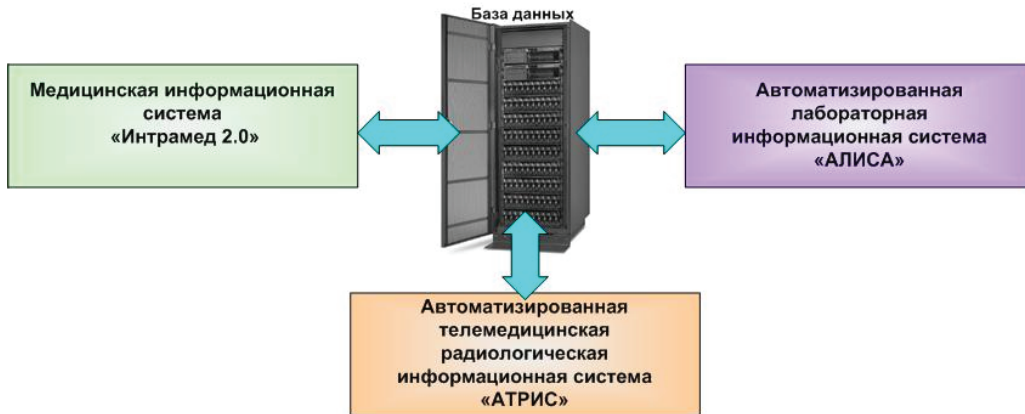 База данных
Медицинская информационная
система
«Интрамед 2.0»
Автоматизированная
лабораторная
информационная система
«АЛИСА»
Автоматизированная
телемедицинская
радиологическая
информационная система
«АТРИС»